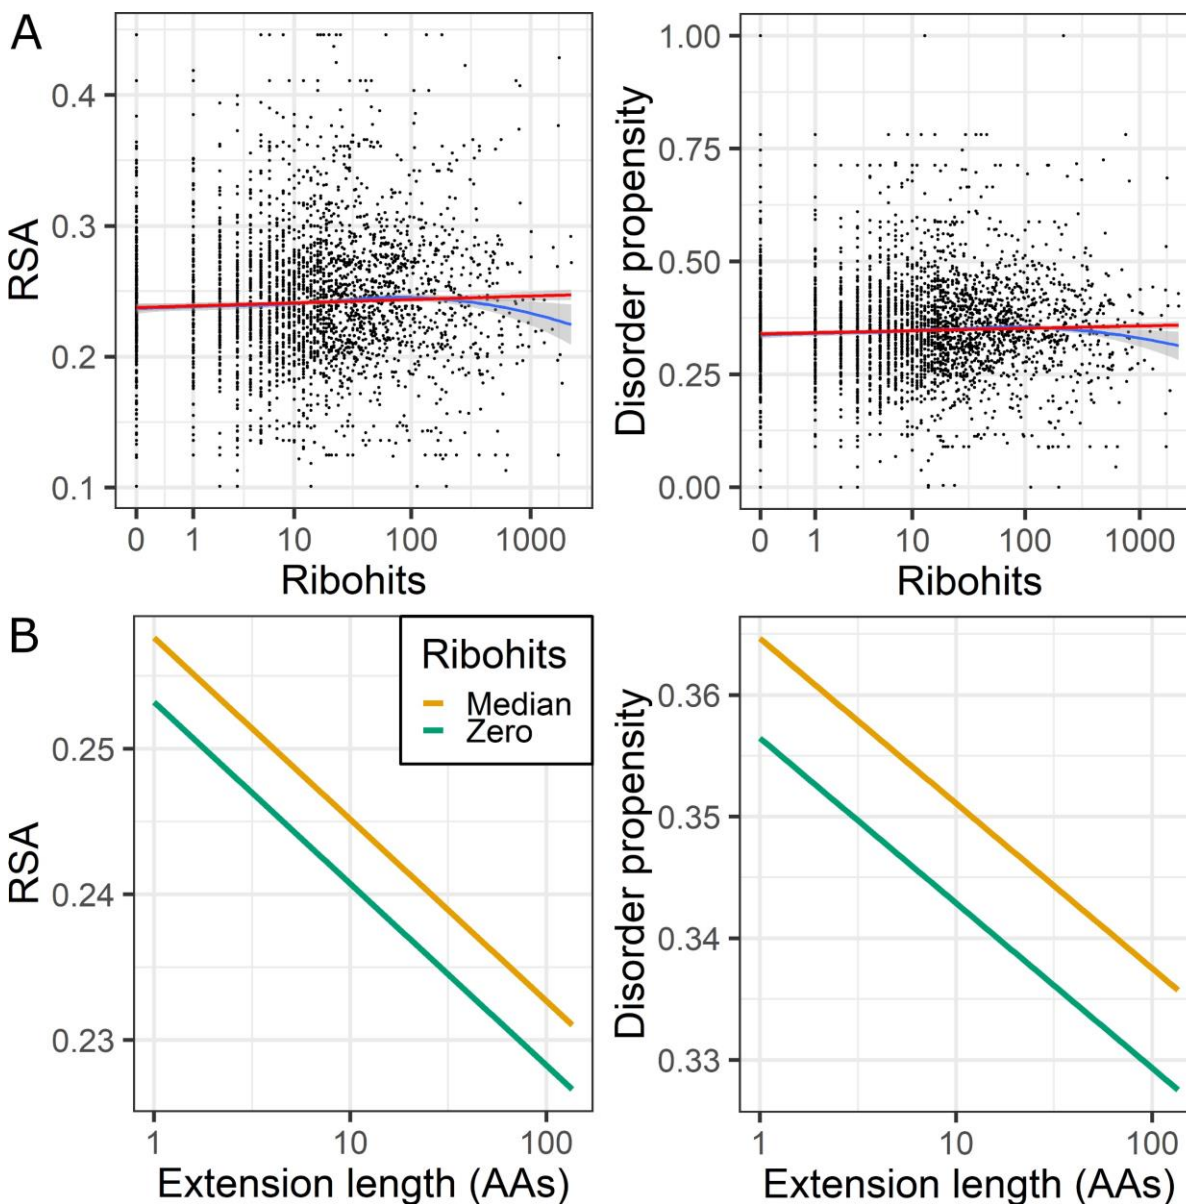 A
RSA
0.4
0.3
0.2
0.1
0 1 10 100 1000
Ribohits
Disorder propensity
1.00
0.75
0.50
0.25
0.00
0 1 10 100 1000
Ribohits
B
RSA
0.25
0.24
0.23
1 10 100
Extension length (AAs)
Ribohits
Median
Zero
Disorder propensity
0.36
0.35
0.34
0.33
1 10 100
Extension length (AAs)